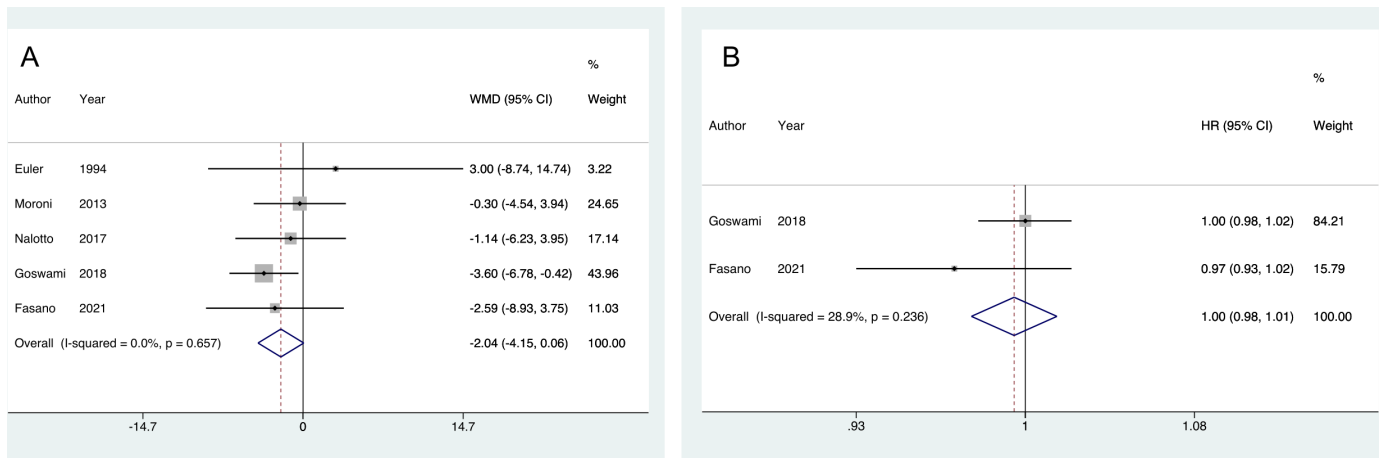 A
%
Author Year WMD (95% CI) Weight
Euler 1994 3.00 (-8.74, 14.74) 3.22
Moroni 2013 -0.30 (-4.54, 3.94) 24.65
Nalotto 2017 -1.14 (-6.23, 3.95) 17.14
Goswami 2018 -3.60 (-6.78, -0.42) 43.96
Fasano 2021 -2.59 (-8.93, 3.75) 11.03
Overall (I-squared = 0.0%, p = 0.657) -2.04 (-4.15, 0.06) 100.00
-14.7 0 14.7
B
%
Author Year HR (95% CI) Weight
Goswami 2018 1.00 (0.98, 1.02) 84.21
Fasano 2021 0.97 (0.93, 1.02) 15.79
Overall (I-squared = 28.9%, p = 0.236) 1.00 (0.98, 1.01) 100.00
.93 1 1.08